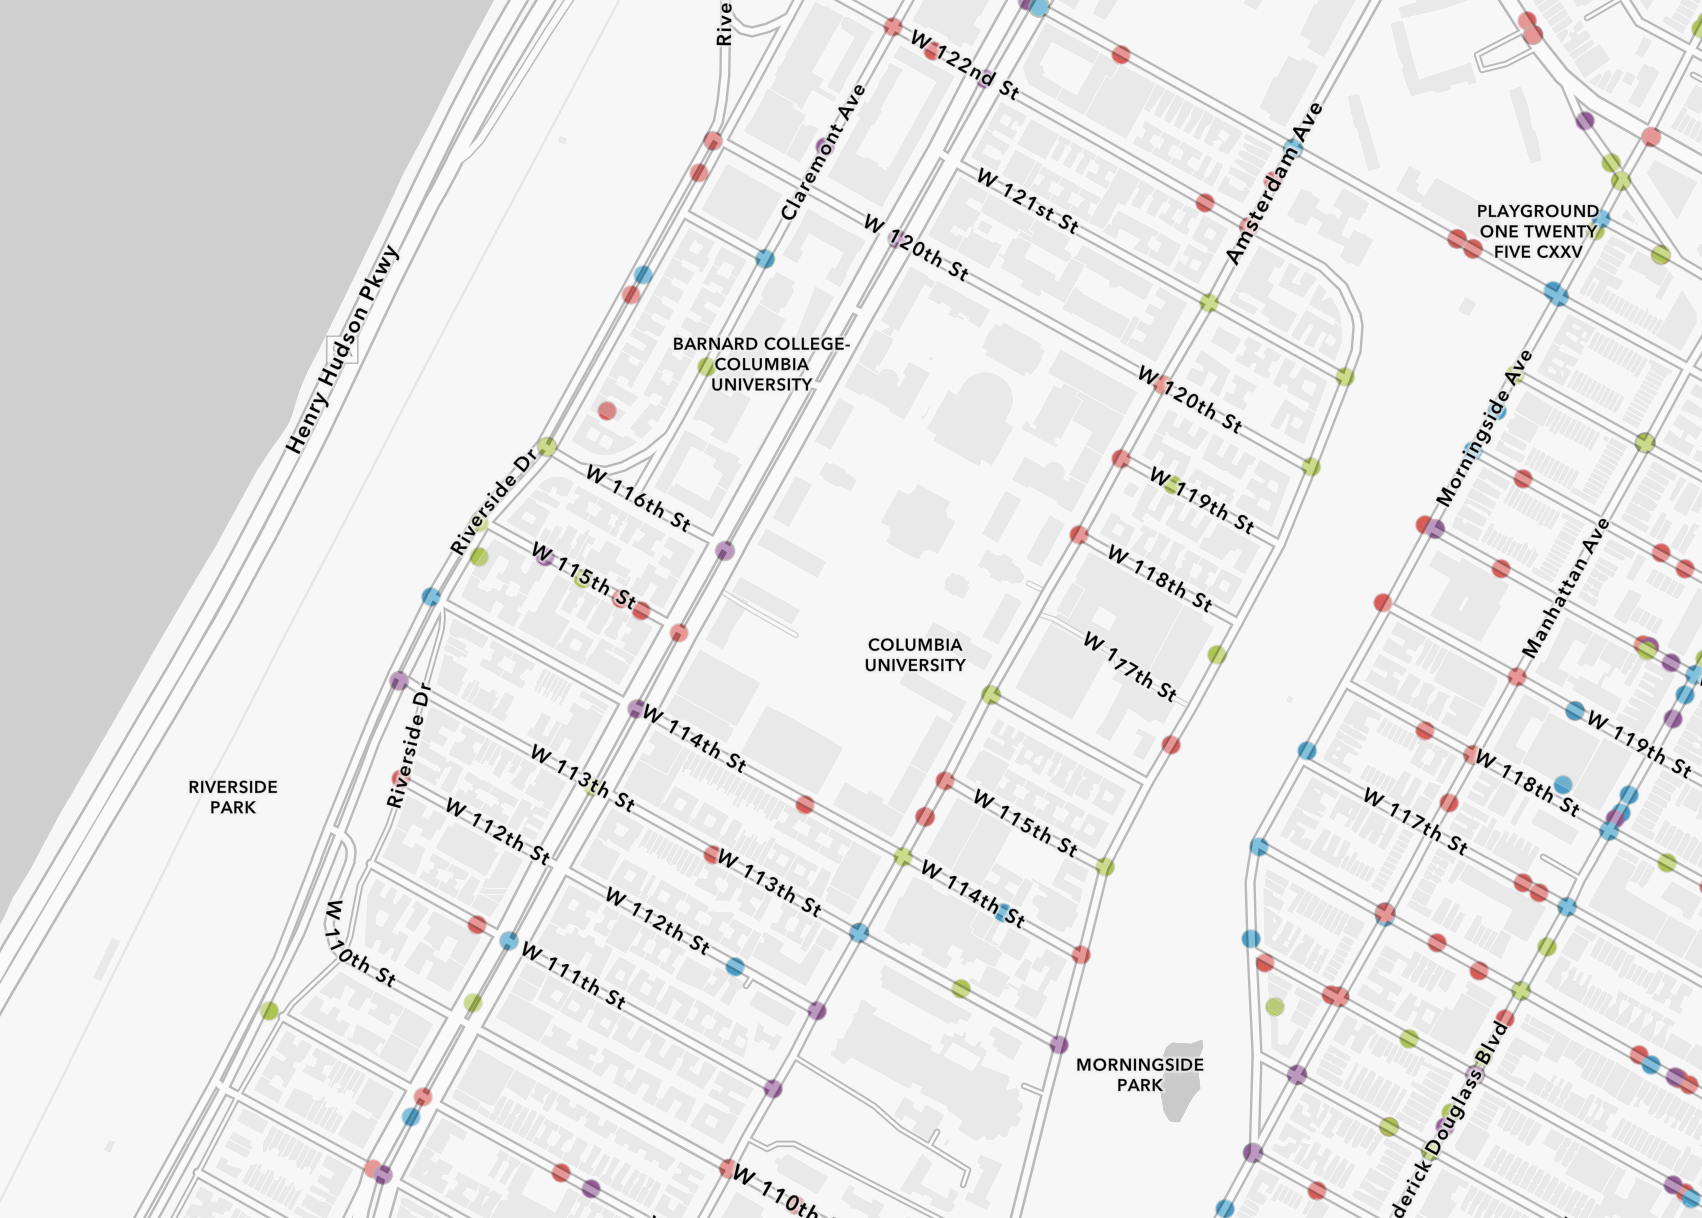 Rive
W 122nd St
Claremont Ave
Amsterdam Ave
W 121st St
W 120th St
PLAYGROUND
ONE TWENTY
FIVE CXXV
Henry Hudson Pkwy
BARNARD COLLEGE-
COLUMBIA
UNIVERSITY
W 120th St
Morningside Ave
Riverside Dr
W 116th St
W 119th St
W 115th St
W 118th St
Manhattan Ave
COLUMBIA
UNIVERSITY
W 177th St
Riverside Dr
W 114th St
W 119th St
RIVERSIDE
PARK
W 113th St
W 118th St
W 112th St
W 115th St
W 117th St
W 113th St
W 114th St
W 112th St
W 110th St
W 111th St
MORNINGSIDE
PARK
derick Douglass Blvd
W 110th